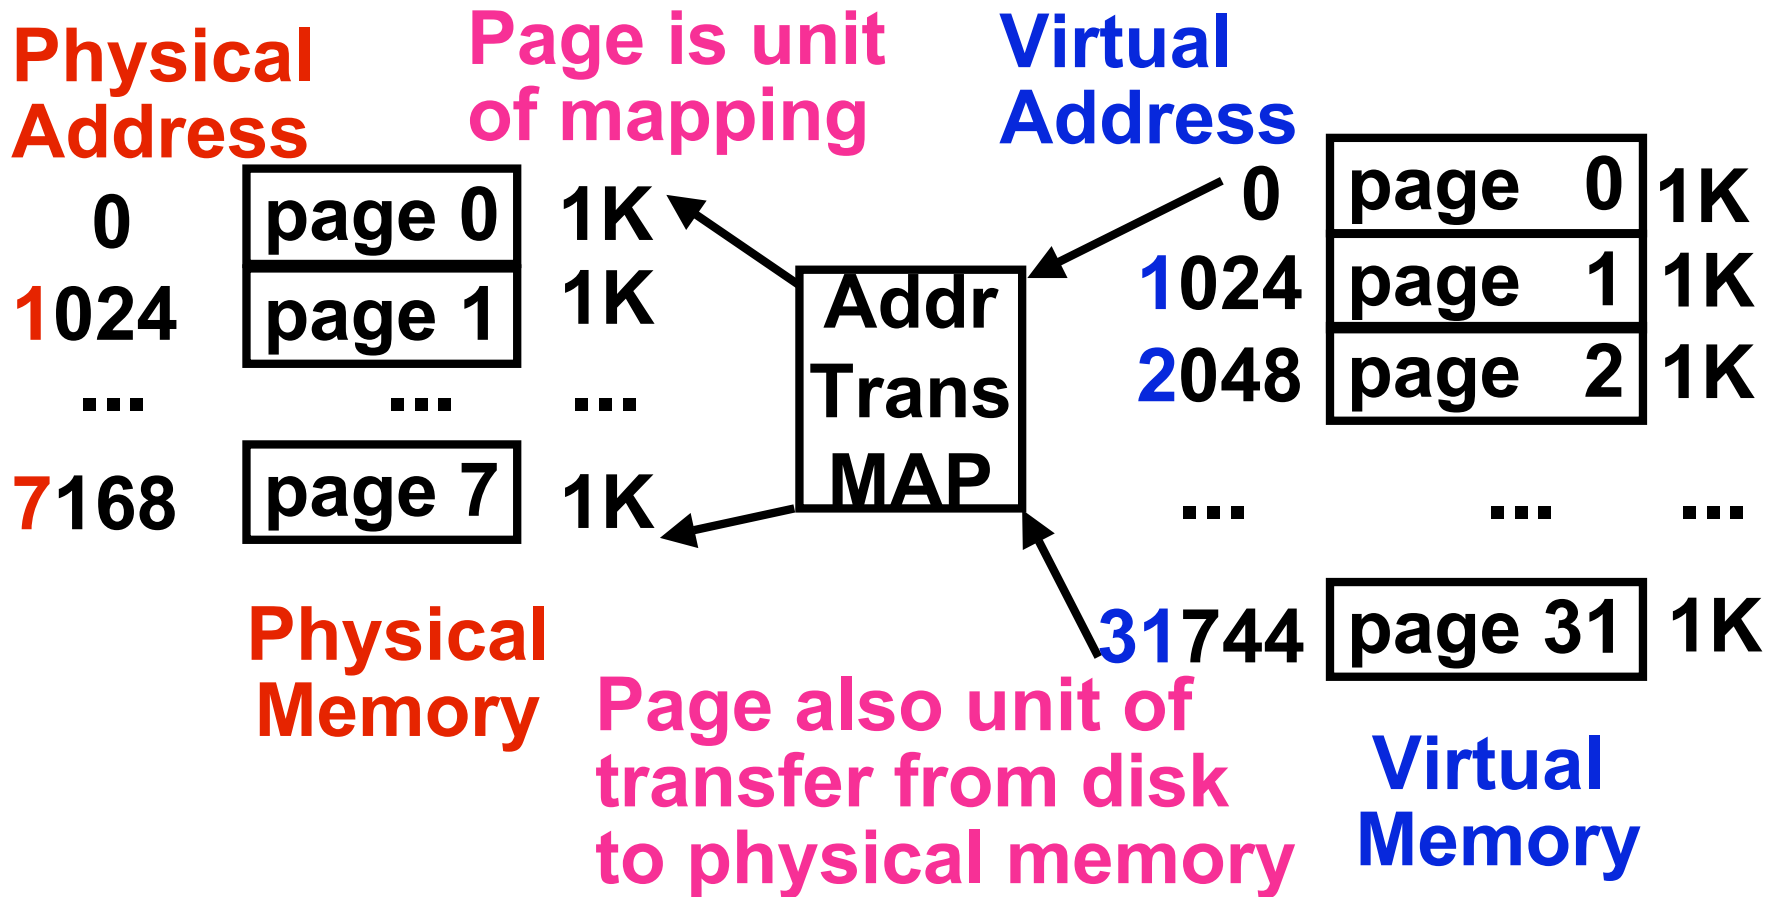 Physical
Address
Page is unit
of mapping
Virtual
Address
0 page 0 1K
1024 page 1 1K
... ... ...
7168 page 7 1K
Physical
Memory
Addr
Trans
MAP
0 page 0 1K
1024 page 1 1K
2048 page 2 1K
... ... ...
31744 page 31 1K
Virtual
Memory
Page also unit of
transfer from disk
to physical memory